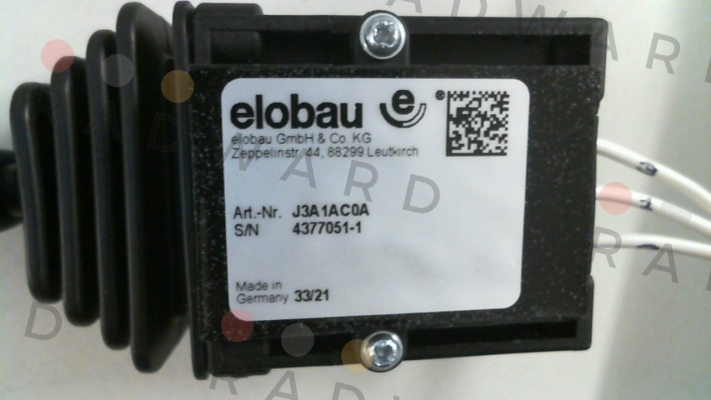 elobau e ®
elobau GmbH & Co. KG
Zeppelinstr. 44, 88299 Leutkirch
Art.-Nr. J3A1AC0A
S/N 4377051-1
Made in
Germany 33/21
RADWARD